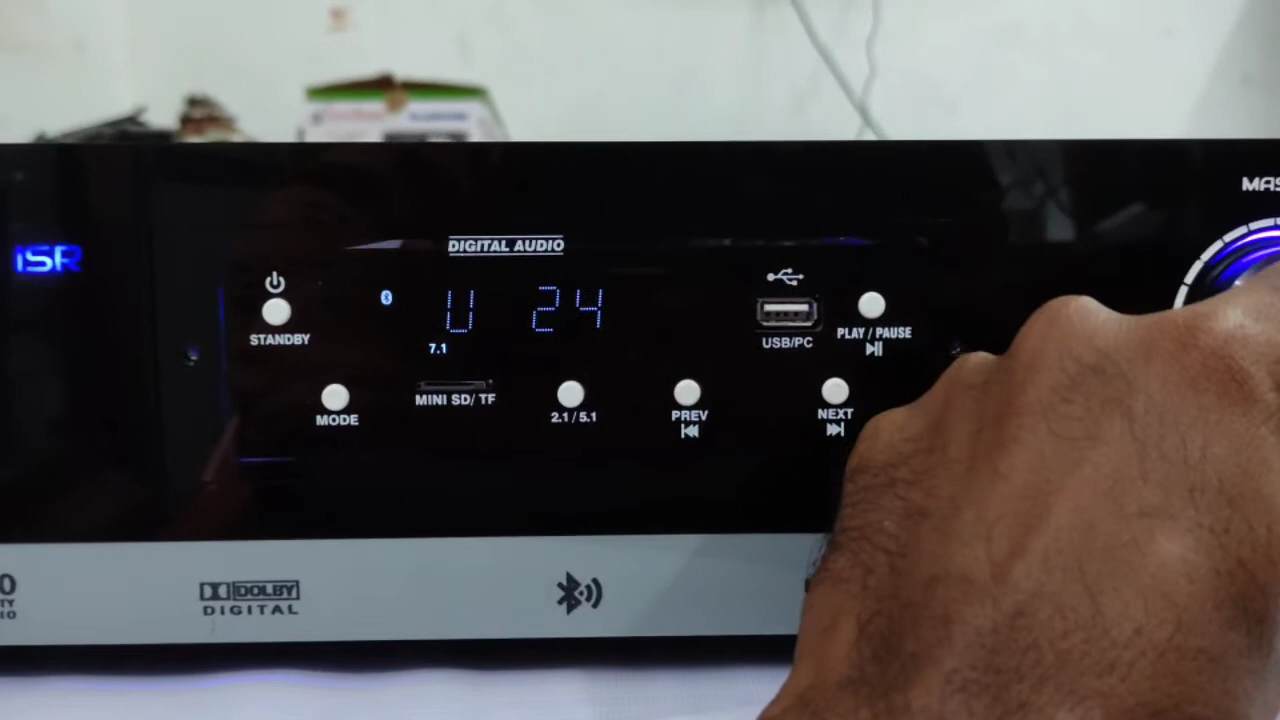 MAS
iSR
DIGITAL AUDIO
U 24
7.1
STANDBY
USB/PC
PLAY / PAUSE
MODE
MINI SD/ TF
2.1 / 5.1
PREV
NEXT
DOLBY
DIGITAL